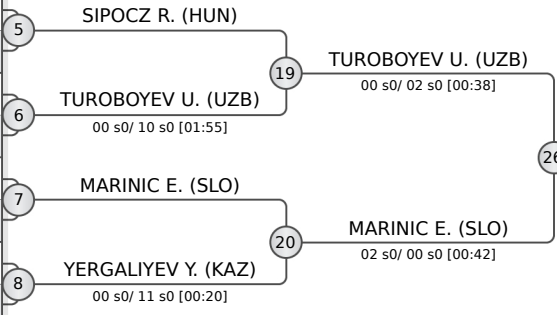 5
SIPOCZ R. (HUN)
19
TUROBOYEV U. (UZB)
00 s0/ 02 s0 [00:38]
6
TUROBOYEV U. (UZB)
00 s0/ 10 s0 [01:55]
26
7
MARINIC E. (SLO)
20
MARINIC E. (SLO)
02 s0/ 00 s0 [00:42]
8
YERGALIYEV Y. (KAZ)
00 s0/ 11 s0 [00:20]